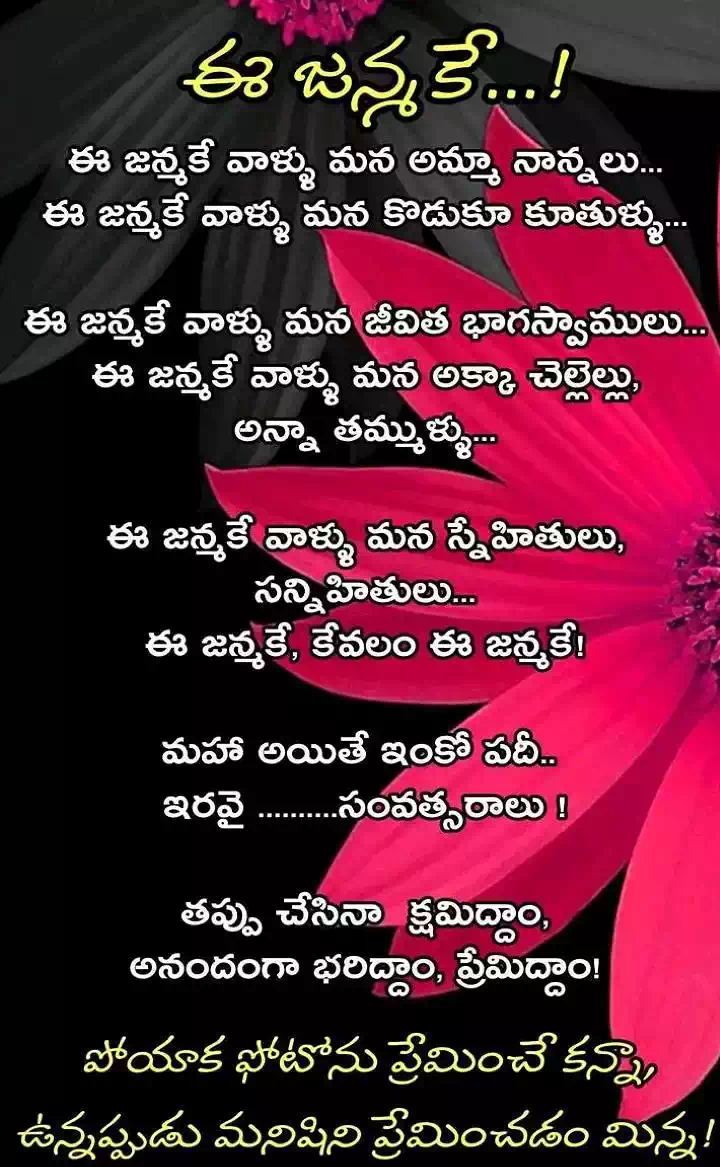 ఈ జన్మకే...!
ఈ జన్మకే వాళ్ళు మన అమ్మా నాన్నలు...
ఈ జన్మకే వాళ్ళు మన కొడుకూ కూతుళ్ళు...
ఈ జన్మకే వాళ్ళు మన జీవిత భాగస్వాములు...
ఈ జన్మకే వాళ్ళు మన అక్కా చెల్లెల్లు,
అన్నా తమ్ముళ్ళు...
ఈ జన్మకే వాళ్ళు మన స్నేహితులు,
సన్నిహితులు...
ఈ జన్మకే, కేవలం ఈ జన్మకే!
మహా అయితే ఇంకో పదీ..
ఇరవై ..........సంవత్సరాలు !
తప్పు చేసినా క్షమిద్దాం,
అనందంగా భరిద్దాం, ప్రేమిద్దాం!
పోయాక ఫోటోను ప్రేమించే కన్నా,
ఉన్నప్పుడు మనిషిని ప్రేమించడం మిన్న!